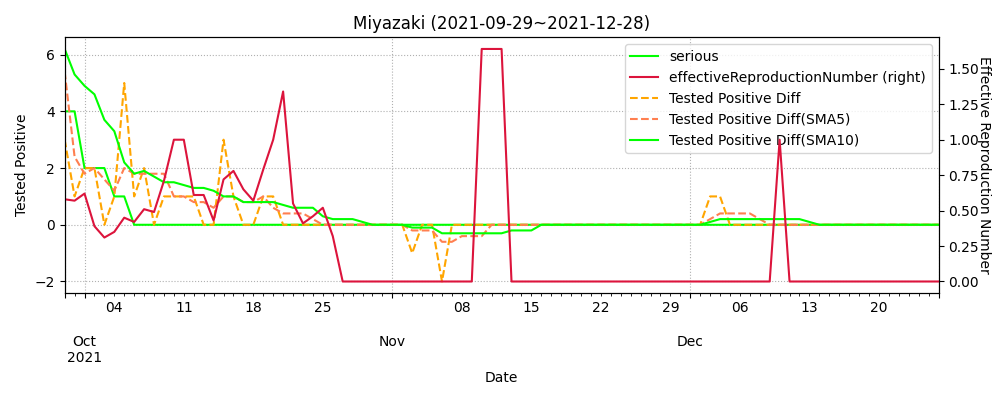 Miyazaki (2021-09-29~2021-12-28)
serious
effectiveReproductionNumber (right)
Tested Positive Diff
Tested Positive Diff(SMA5)
Tested Positive Diff(SMA10)
Tested Positive
6
4
2
0
−2
Effective Reproduction Number
1.50
1.25
1.00
0.75
0.50
0.25
0.00
04 11 18 25 08 15 22 29 06 13 20
Oct Nov Dec
2021
Date